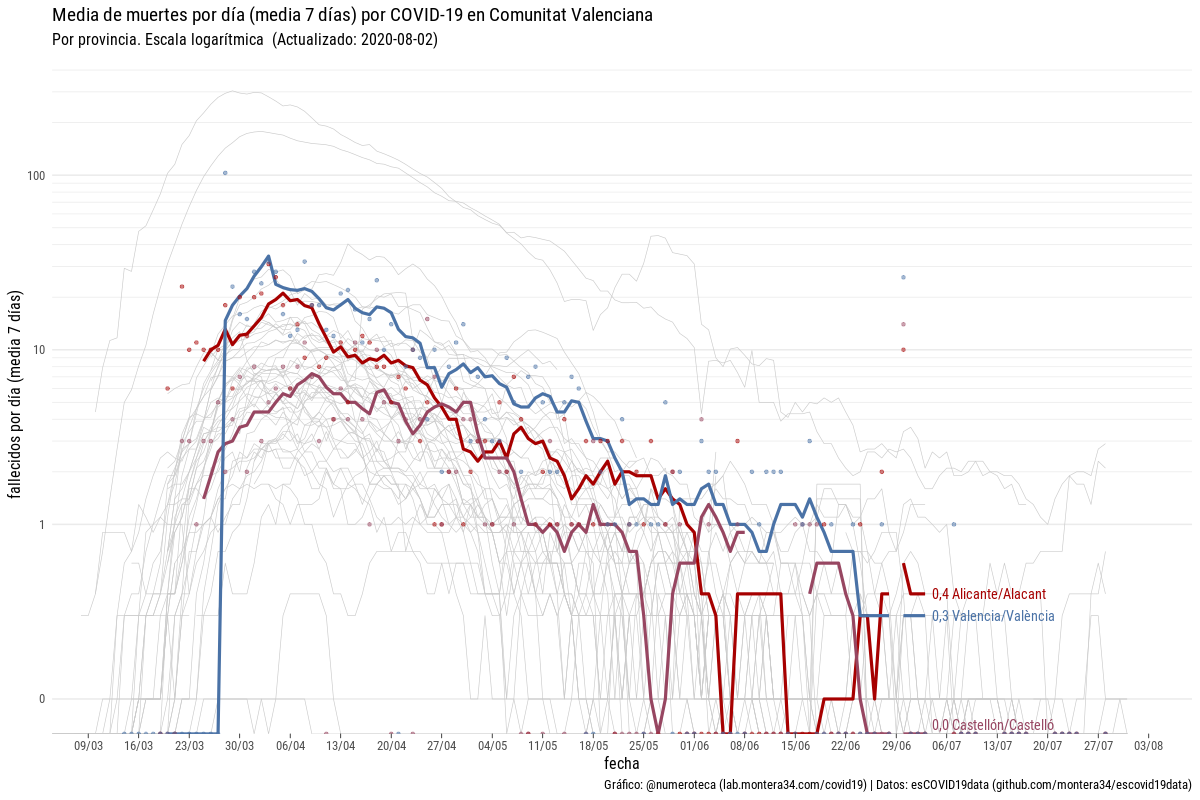 Media de muertes por día (media 7 días) por COVID-19 en Comunitat Valenciana
Por provincia. Escala logarítmica (Actualizado: 2020-08-02)
fallecidos por día (media 7 días)
100
10
1
0
0,4 Alicante/Alacant
0,3 Valencia/València
0,0 Castellón/Castelló
09/03 16/03 23/03 30/03 06/04 13/04 20/04 27/04 04/05 11/05 18/05 25/05 01/06 08/06 15/06 22/06 29/06 06/07 13/07 20/07 27/07 03/08
fecha
Gráfico: @numeroteca (lab.montera34.com/covid19) | Datos: esCOVID19data (github.com/montera34/escovid19data)